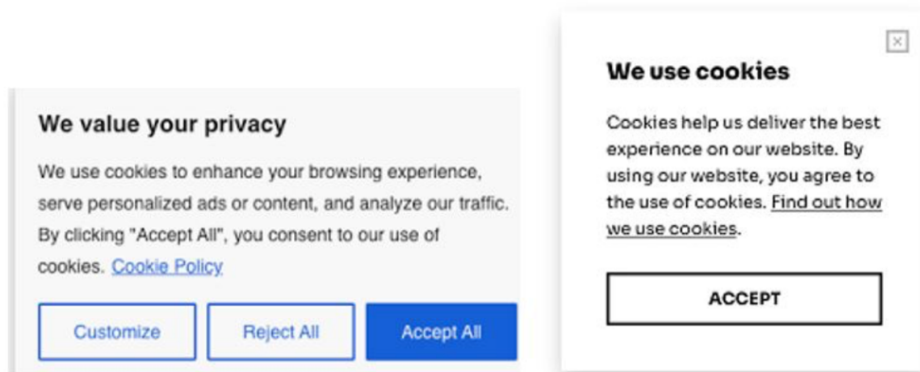 We value your privacy
We use cookies to enhance your browsing experience,
serve personalized ads or content, and analyze our traffic.
By clicking "Accept All", you consent to our use of
cookies. Cookie Policy
Customize
Reject All
Accept All
We use cookies
Cookies help us deliver the best
experience on our website. By
using our website, you agree to
the use of cookies. Find out how
we use cookies.
ACCEPT